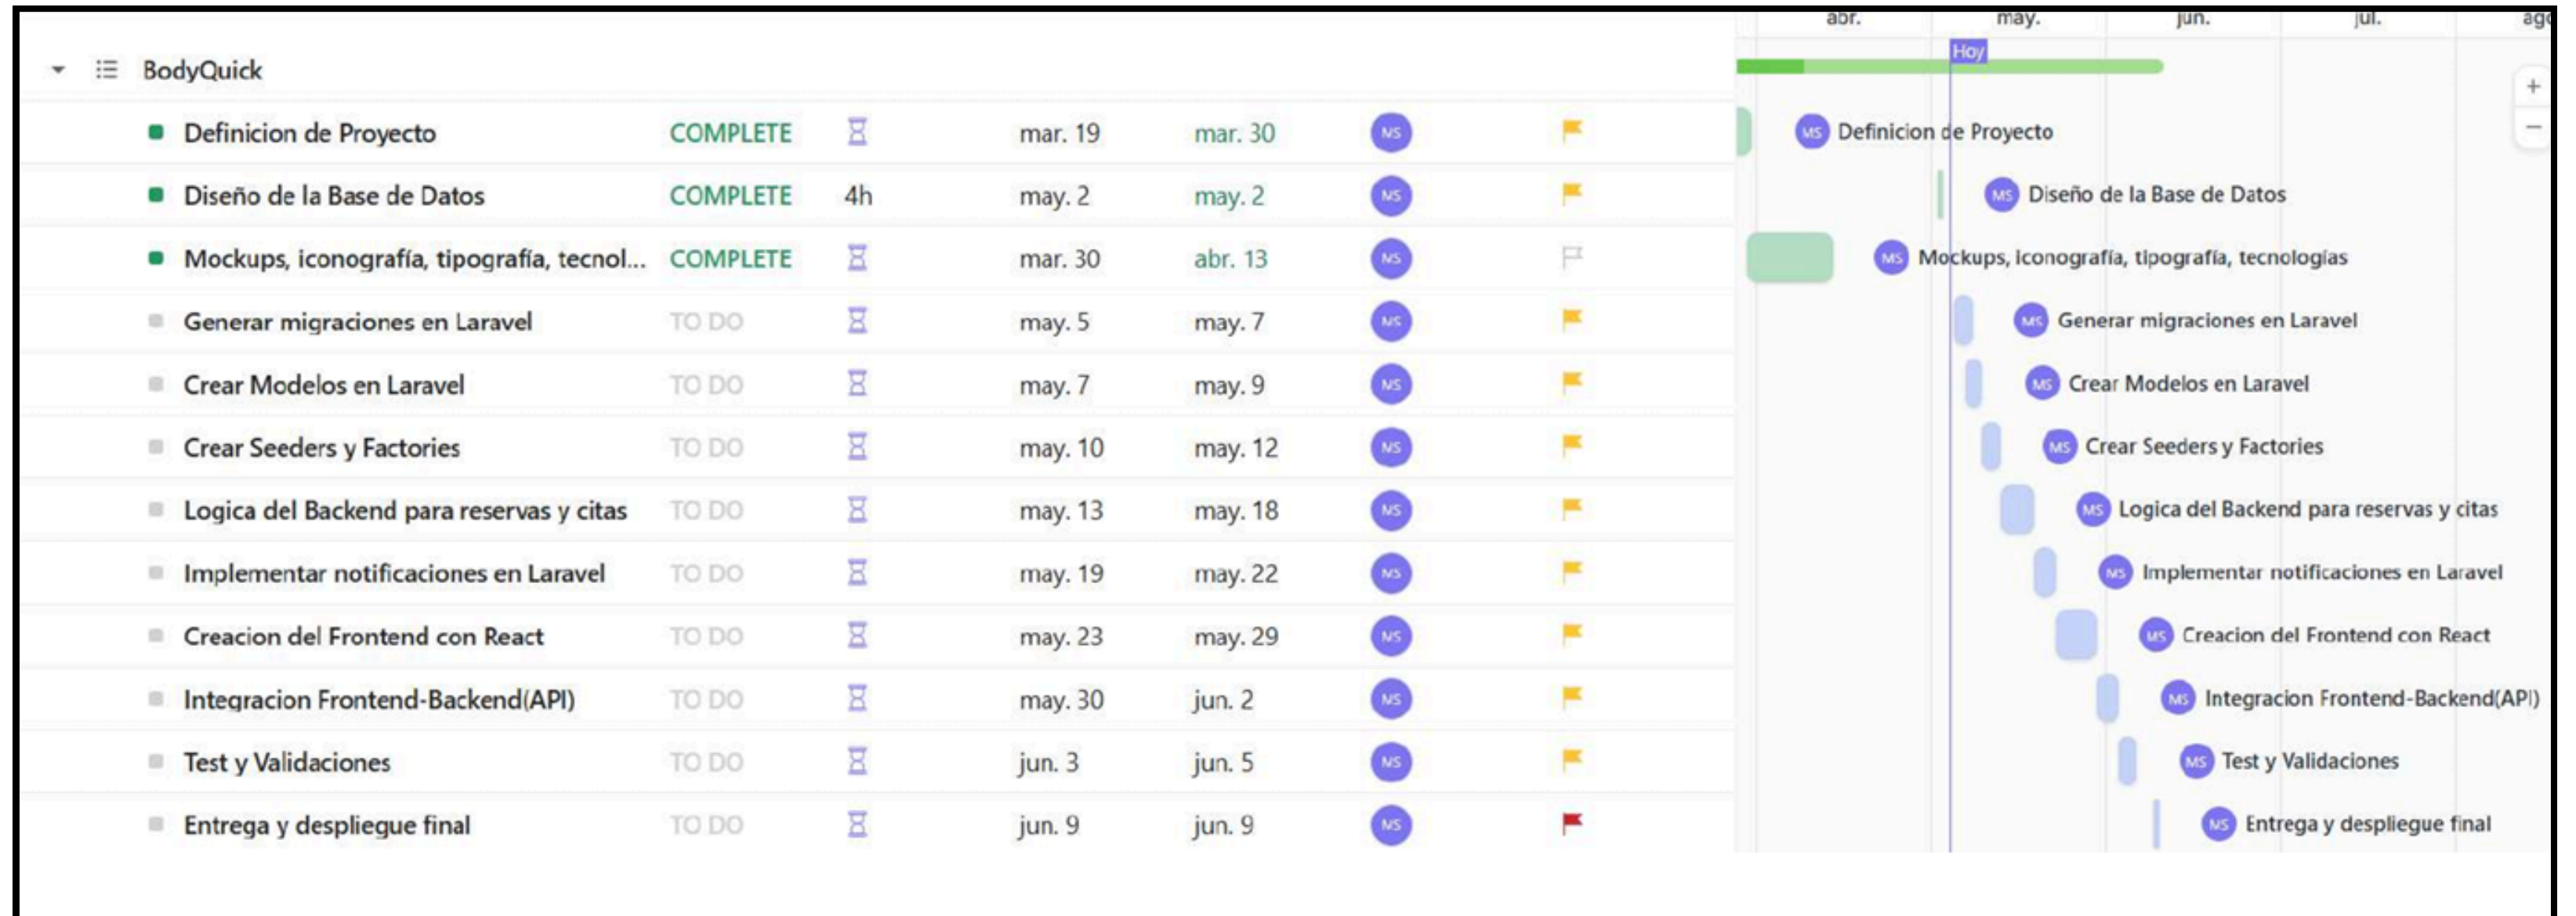 abr. may. jun. jul. ago
Hoy
BodyQuick
Definicion de Proyecto COMPLETE mar. 19 mar. 30 MS MS Definicion de Proyecto
Diseño de la Base de Datos COMPLETE 4h may. 2 may. 2 MS MS Diseño de la Base de Datos
Mockups, iconografía, tipografía, tecnol... COMPLETE mar. 30 abr. 13 MS MS Mockups, iconografía, tipografía, tecnologías
Generar migraciones en Laravel TO DO may. 5 may. 7 MS MS Generar migraciones en Laravel
Crear Modelos en Laravel TO DO may. 7 may. 9 MS MS Crear Modelos en Laravel
Crear Seeders y Factories TO DO may. 10 may. 12 MS MS Crear Seeders y Factories
Logica del Backend para reservas y citas TO DO may. 13 may. 18 MS MS Logica del Backend para reservas y citas
Implementar notificaciones en Laravel TO DO may. 19 may. 22 MS MS Implementar notificaciones en Laravel
Creacion del Frontend con React TO DO may. 23 may. 29 MS MS Creacion del Frontend con React
Integracion Frontend-Backend(API) TO DO may. 30 jun. 2 MS MS Integracion Frontend-Backend(API)
Test y Validaciones TO DO jun. 3 jun. 5 MS MS Test y Validaciones
Entrega y despliegue final TO DO jun. 9 jun. 9 MS MS Entrega y despliegue final